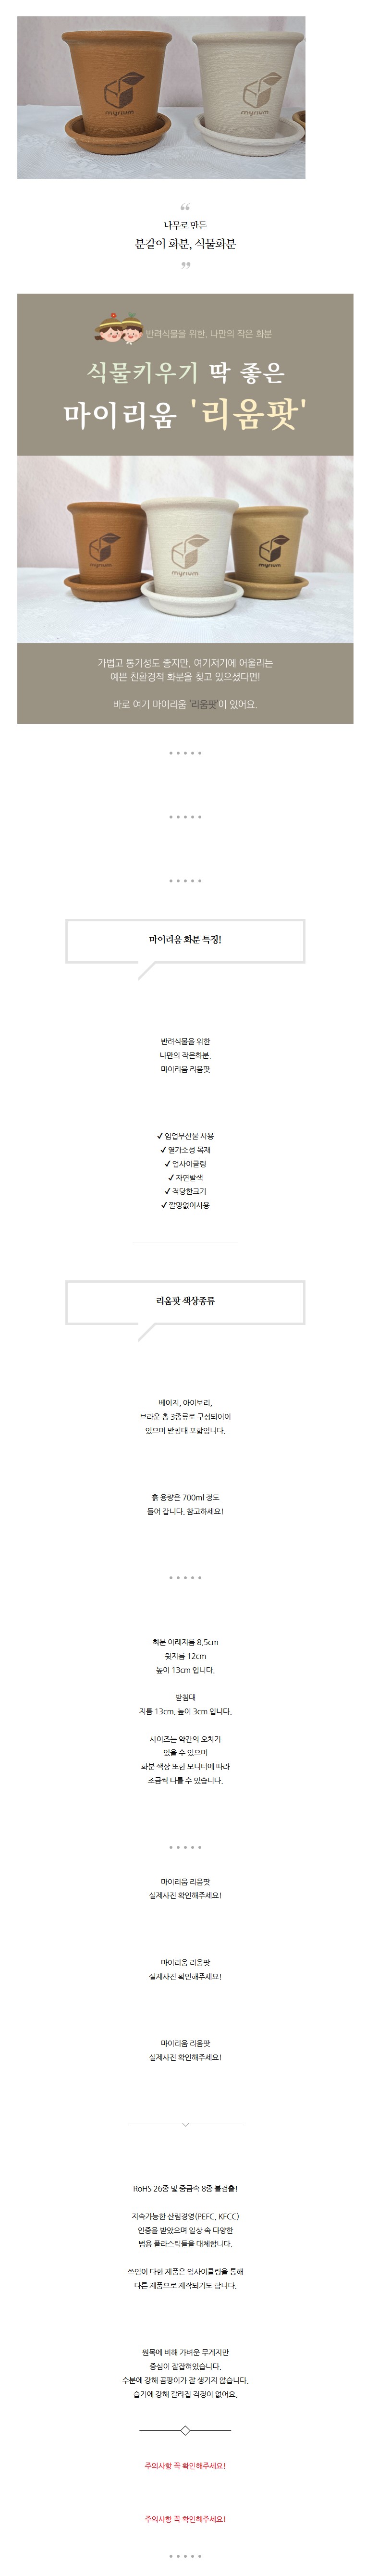 myrium
myrium
“
나무로 만든
분갈이 화분, 식물화분
”
반려식물을 위한, 나만의 작은 화분
식물키우기 딱 좋은
마이리움 '리움팟'
myrium
myrium
myrium
가볍고 통기성도 좋지만, 여기저기에 어울리는
예쁜 친환경적 화분을 찾고 있으셨다면!
바로 여기 마이리움 '리움팟'이 있어요.
마이리움 화분 특징!
반려식물을 위한
나만의 작은화분,
마이리움 리움팟
✓ 임업부산물 사용
✓ 열가소성 목재
✓ 업사이클링
✓ 자연발색
✓ 적당한크기
✓ 깔망없이사용
리움팟 색상종류
베이지, 아이보리,
브라운 총 3종류로 구성되어이
있으며 받침대 포함입니다.
흙 용량은 700ml 정도
들어 갑니다. 참고하세요!
화분 아래지름 8.5cm
윗지름 12cm
높이 13cm 입니다.
받침대
지름 13cm, 높이 3cm 입니다.
사이즈는 약간의 오차가
있을 수 있으며
화분 색상 또한 모니터에 따라
조금씩 다를 수 있습니다.
마이리움 리움팟
실제사진 확인해주세요!
마이리움 리움팟
실제사진 확인해주세요!
마이리움 리움팟
실제사진 확인해주세요!
RoHS 26종 및 중금속 8종 불검출!
지속가능한 산림경영(PEFC, KFCC)
인증을 받았으며 일상 속 다양한
범용 플라스틱들을 대체합니다.
쓰임이 다한 제품은 업사이클링을 통해
다른 제품으로 제작되기도 합니다.
원목에 비해 가벼운 무게지만
중심이 잘잡혀있습니다.
수분에 강해 곰팡이가 잘 생기지 않습니다.
습기에 강해 갈라짐 걱정이 없어요.
주의사항 꼭 확인해주세요!
주의사항 꼭 확인해주세요!